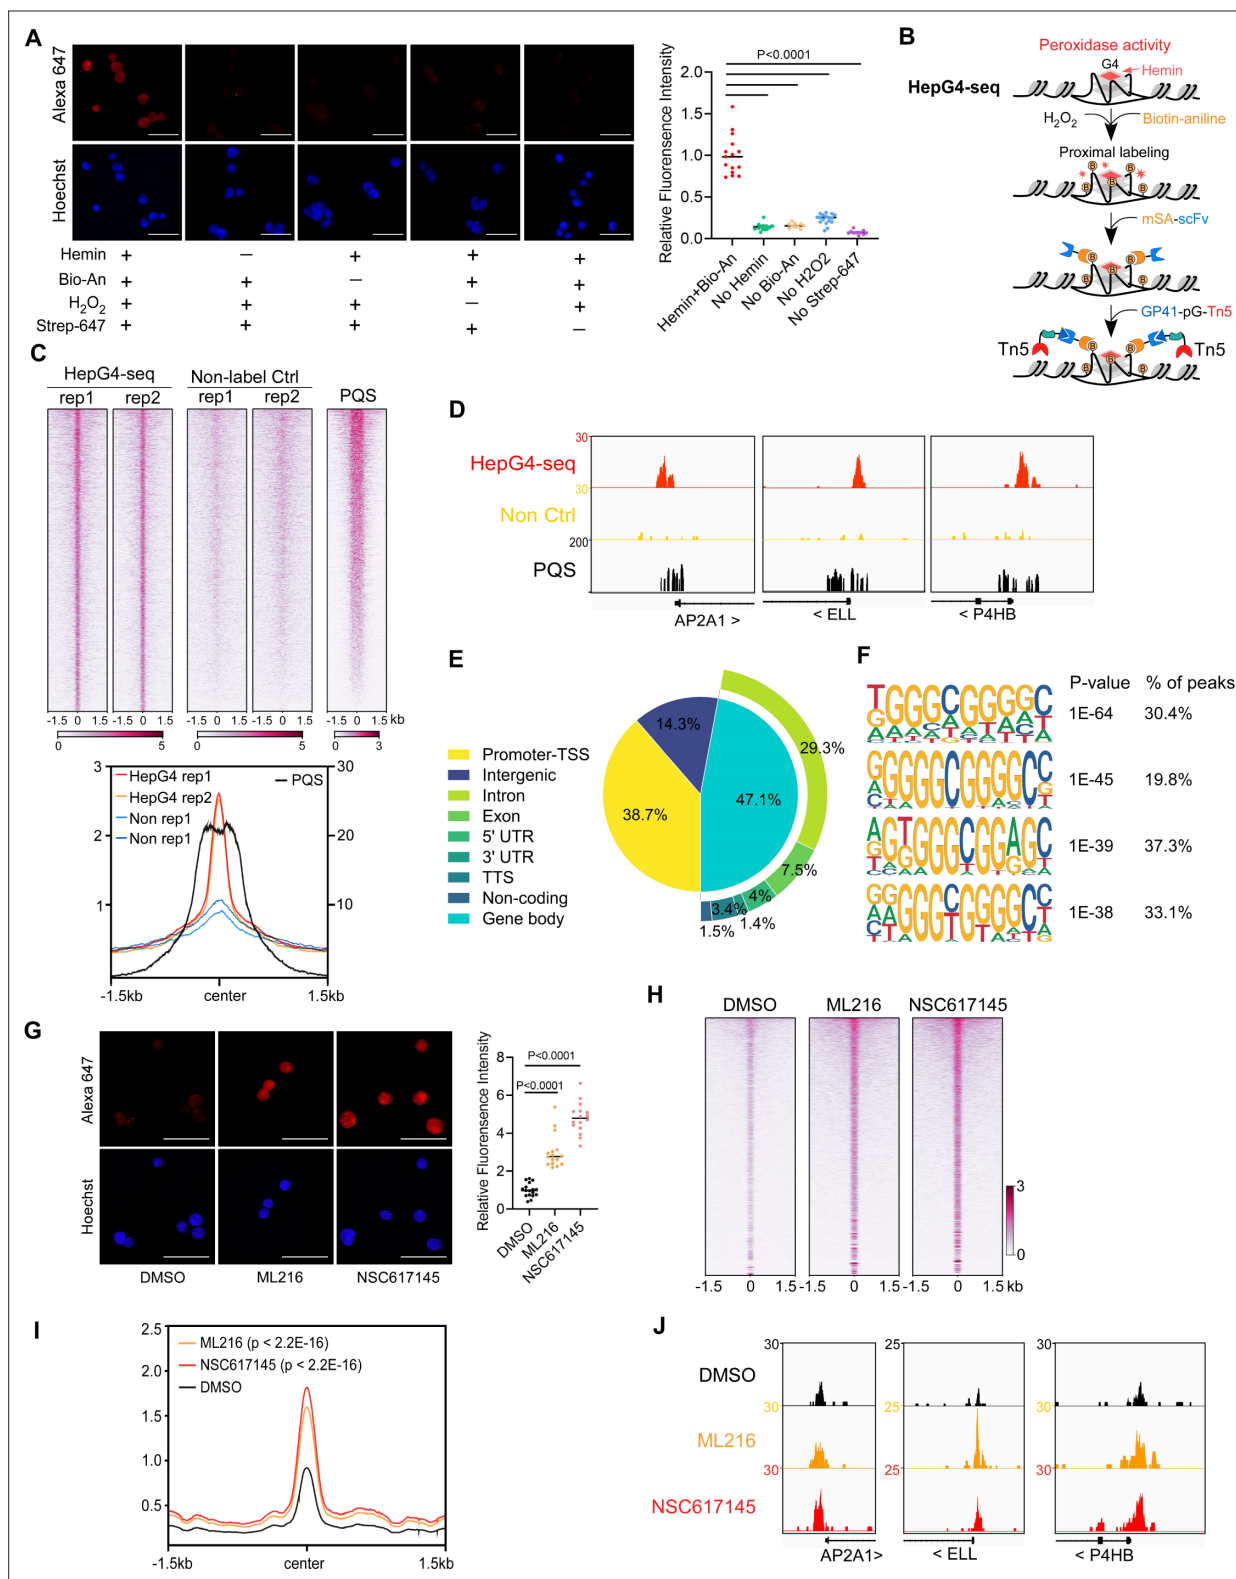 A
Alexa 647
Hoechst
Hemin + − + + +
Bio-An + + − + +
H₂O₂ + + + − +
Strep-647 + + + + −
P<0.0001
Relative Fluorensence Intensity
2.0
1.5
1.0
0.5
0.0
Hemin+Bio-An
No Hemin
No Bio-An
No H2O2
No Strep-647
B
Peroxidase activity
G4
HepG4-seq
Hemin
H₂O₂
Biotin-aniline
Proximal labeling
B B B B B
mSA-scFv
B B B B B
GP41-pG-Tn5
Tn5 Tn5
B B B B B
C
HepG4-seq Non-label Ctrl
rep1 rep2 rep1 rep2 PQS
-1.5 0 1.5 -1.5 0 1.5 -1.5 0 1.5 -1.5 0 1.5 -1.5 0 1.5 kb
0 5 0 5 0 3
3 30
HepG4 rep1
HepG4 rep2
Non rep1
Non rep1
PQS
2 20
1 10
-1.5kb center 1.5kb
D
30
HepG4-seq
30
Non Ctrl
200
PQS
AP2A1 >
< ELL
< P4HB
E
Promoter-TSS
Intergenic
Intron
Exon
5' UTR
3' UTR
TTS
Non-coding
Gene body
14.3%
29.3%
38.7%
47.1%
7.5%
4%
3.4%
1.4%
1.5%
F
P-value % of peaks
TGGGCGGGGC
1E-64 30.4%
GGGGGCGGGGCC
1E-45 19.8%
AGTGGGCGGAGC
1E-39 37.3%
GAGGGTGTGGCC
1E-38 33.1%
G
Alexa 647
Hoechst
DMSO ML216 NSC617145
Relative Fluorensence Intensity
8
6
4
2
0
P<0.0001
P<0.0001
DMSO
ML216
NSC617145
H
DMSO ML216 NSC617145
3
0
-1.5 0 1.5 -1.5 0 1.5 -1.5 0 1.5 kb
I
2.5
2.0
1.5
1.0
0.5
ML216 (p < 2.2E-16)
NSC617145 (p < 2.2E-16)
DMSO
-1.5kb center 1.5kb
J
30 25 30
DMSO
30 25 30
ML216
30 25 30
NSC617145
AP2A1>
< ELL
< P4HB